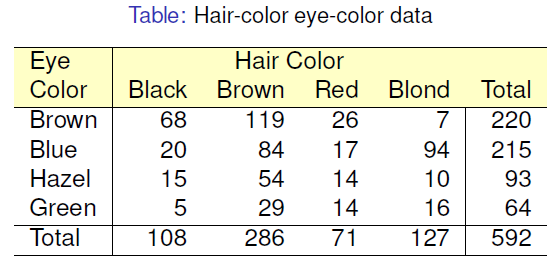 Table: Hair-color eye-color data
Eye Hair Color
Color Black Brown Red Blond Total
Brown 68 119 26 7 220
Blue 20 84 17 94 215
Hazel 15 54 14 10 93
Green 5 29 14 16 64
Total 108 286 71 127 592